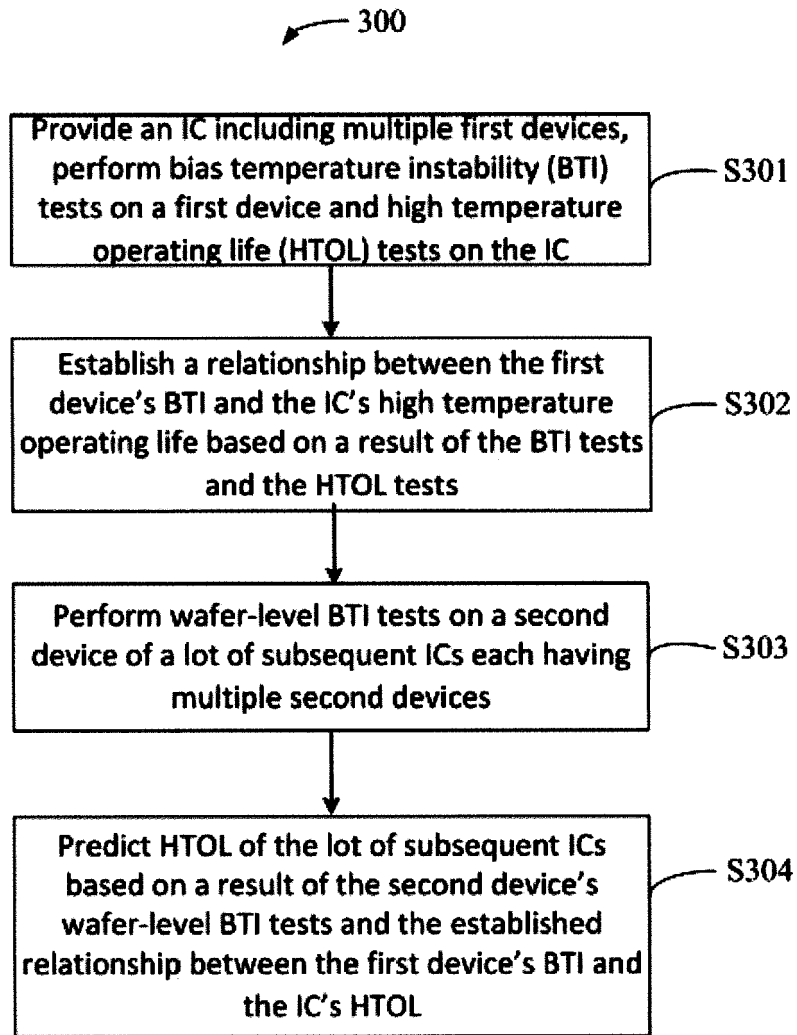 300
Provide an IC including multiple first devices,
perform bias temperature instability (BTI)
tests on a first device and high temperature
operating life (HTOL) tests on the IC
S301
Establish a relationship between the first
device's BTI and the IC's high temperature
operating life based on a result of the BTI tests
and the HTOL tests
S302
Perform wafer-level BTI tests on a second
device of a lot of subsequent ICs each having
multiple second devices
S303
Predict HTOL of the lot of subsequent ICs
based on a result of the second device's
wafer-level BTI tests and the established
relationship between the first device's BTI and
the IC's HTOL
S304